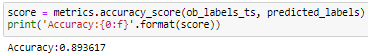 score = metrics.accuracy_score(ob_labels_ts, predicted_labels)
print('Accuracy:{0:f}'.format(score))
Accuracy:0.893617